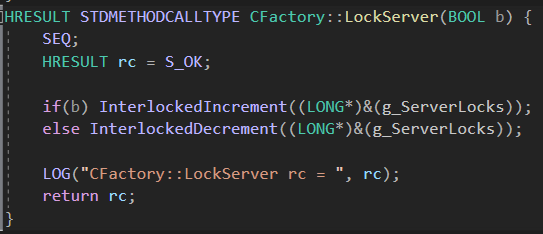 HRESULT STDMETHODCALLTYPE CFactory::LockServer(BOOL b) {
    SEQ;
    HRESULT rc = S_OK;

    if(b) InterlockedIncrement((LONG*)&(g_ServerLocks));
    else InterlockedDecrement((LONG*)&(g_ServerLocks));

    LOG("CFactory::LockServer rc = ", rc);
    return rc;
}